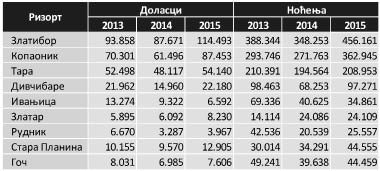 Ризорт Доласци Ноћења
2013 2014 2015 2013 2014 2015
Златибор 93.858 87.671 114.493 388.344 348.253 456.161
Копаоник 70.301 61.496 87.453 293.746 271.763 362.945
Тара 52.498 48.117 54.140 210.391 194.564 208.953
Дивчибаре 21.962 14.960 22.180 98.463 68.253 97.271
Ивањица 13.274 9.322 6.592 69.336 40.625 34.861
Златар 5.895 6.092 8.230 14.114 24.086 24.109
Рудник 6.670 3.287 3.967 42.536 20.539 25.557
Стара Планина 10.155 9.570 12.905 30.014 34.291 44.555
Гоч 8.031 6.985 7.606 49.241 39.638 44.459